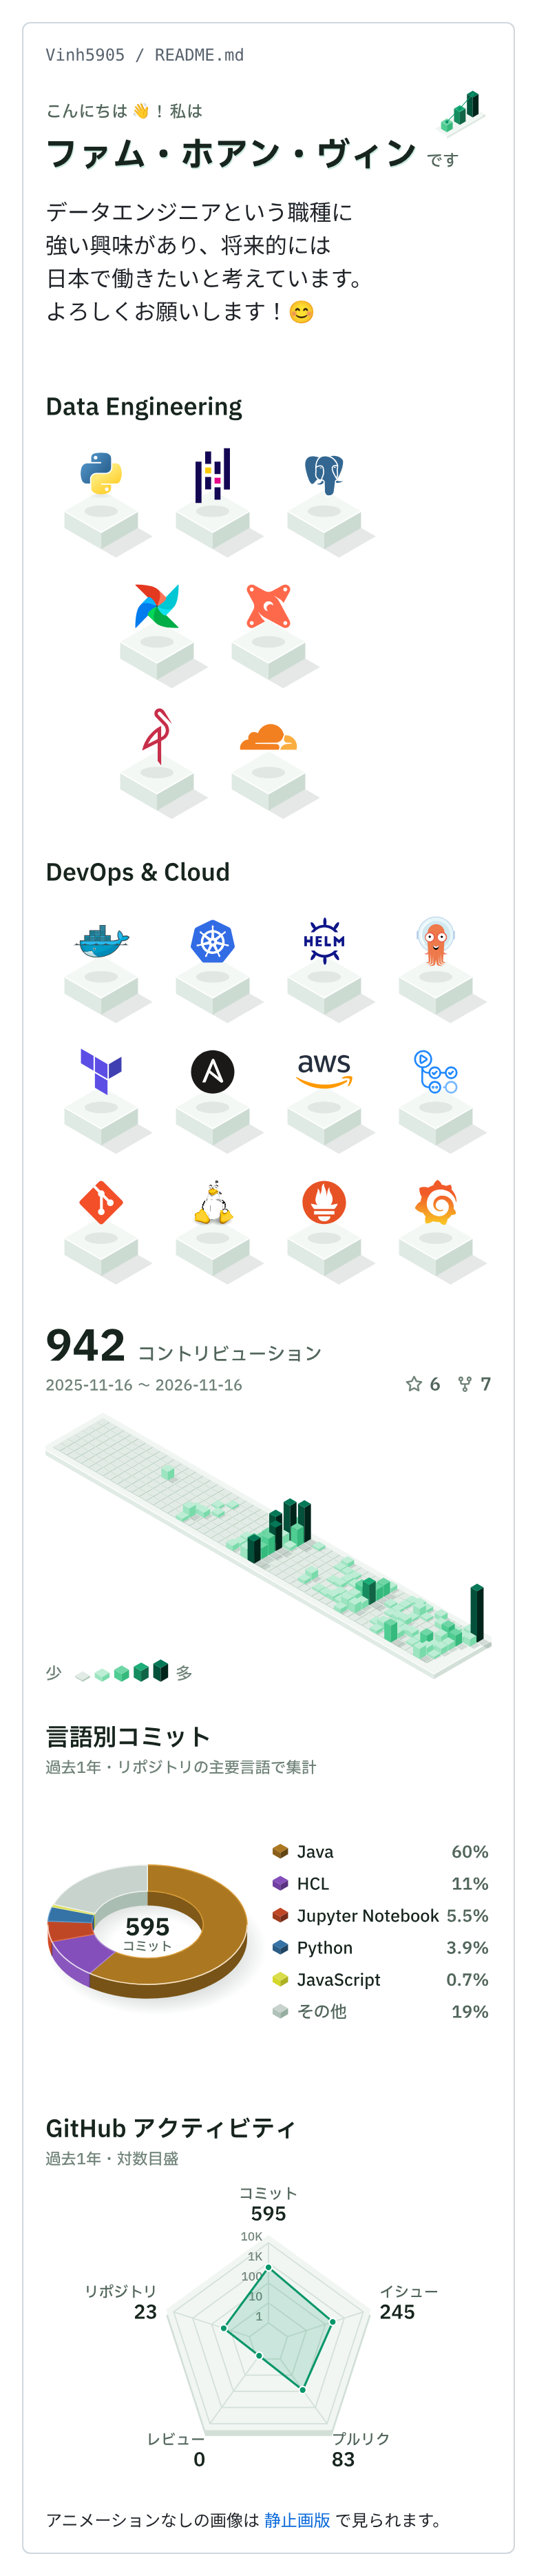 Vinh5905 / README.md
こんにちは👋！私は
ファム・ホアン・ヴィン です
データエンジニアという職種に
強い興味があり、将来的には
日本で働きたいと考えています。
よろしくお願いします！😊
Data Engineering
DevOps & Cloud
HELM
aws
942 コントリビューション
2025-11-16 〜 2026-11-16
6 7
少 多
言語別コミット
過去1年・リポジトリの主要言語で集計
595
コミット
Java 60%
HCL 11%
Jupyter Notebook 5.5%
Python 3.9%
JavaScript 0.7%
その他 19%
GitHub アクティビティ
過去1年・対数目盛
コミット
595
10K
1K
100
10
1
リポジトリ
23
イシュー
245
レビュー
0
プルリク
83
アニメーションなしの画像は 静止画版 で見られます。